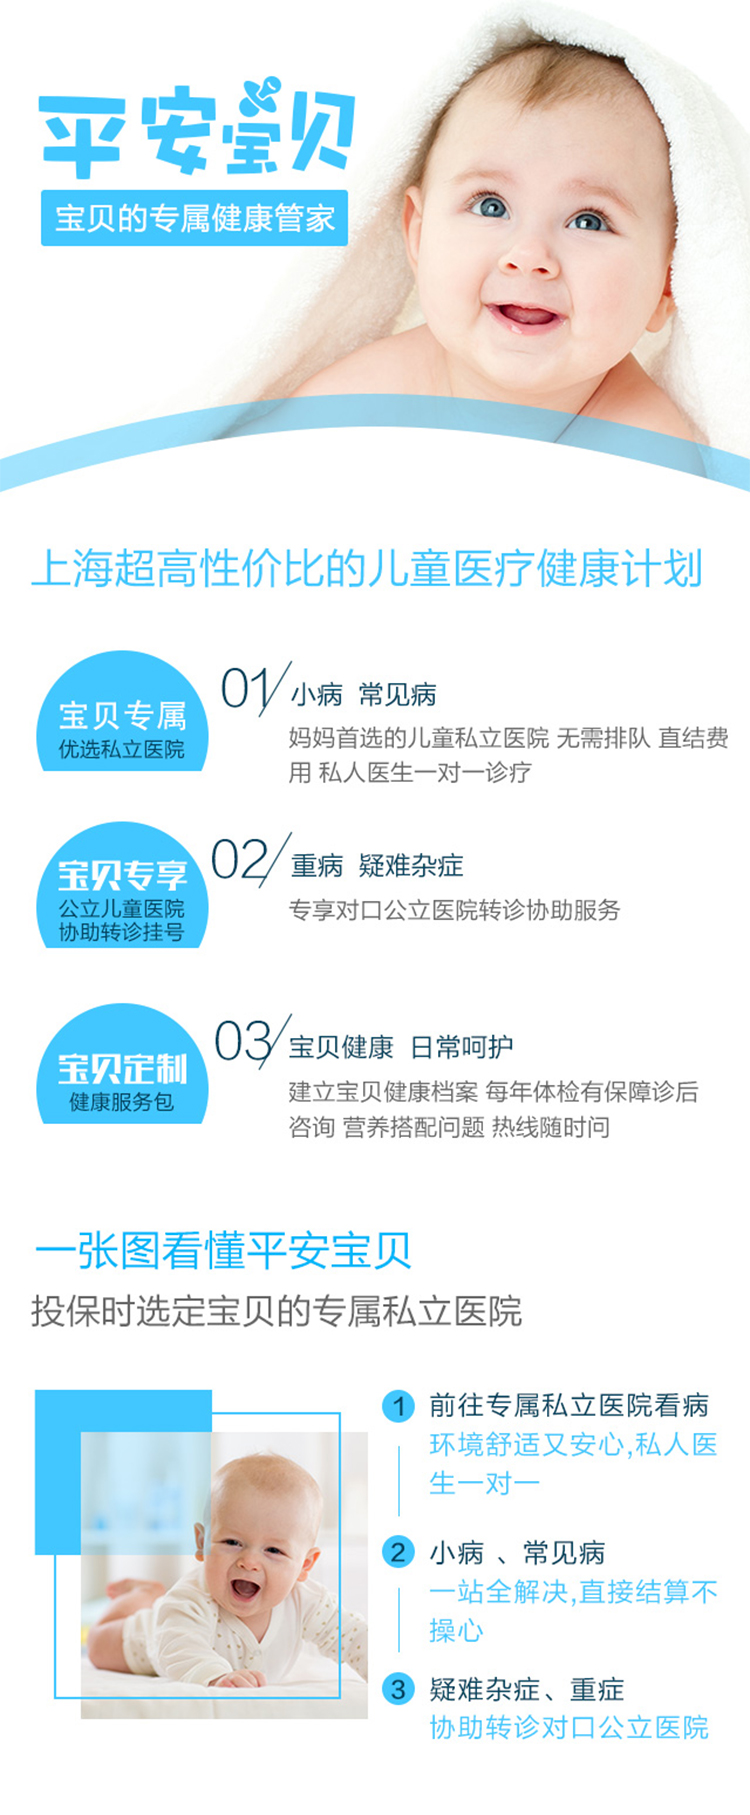 平安宝贝
宝贝的专属健康管家
上海超高性价比的儿童医疗健康计划
宝贝专属
优选私立医院
01/小病 常见病
妈妈首选的儿童私立医院 无需排队 直结费
用 私人医生一对一诊疗
宝贝专享
公立儿童医院
协助转诊挂号
02/重病 疑难杂症
专享对口公立医院转诊协助服务
宝贝定制
健康服务包
03/宝贝健康 日常呵护
建立宝贝健康档案 每年体检有保障诊后
咨询 营养搭配问题 热线随时问
一张图看懂平安宝贝
投保时选定宝贝的专属私立医院
1 前往专属私立医院看病
环境舒适又安心,私人医
生一对一
2 小病 、常见病
一站全解决,直接结算不
操心
3 疑难杂症、重症
协助转诊对口公立医院